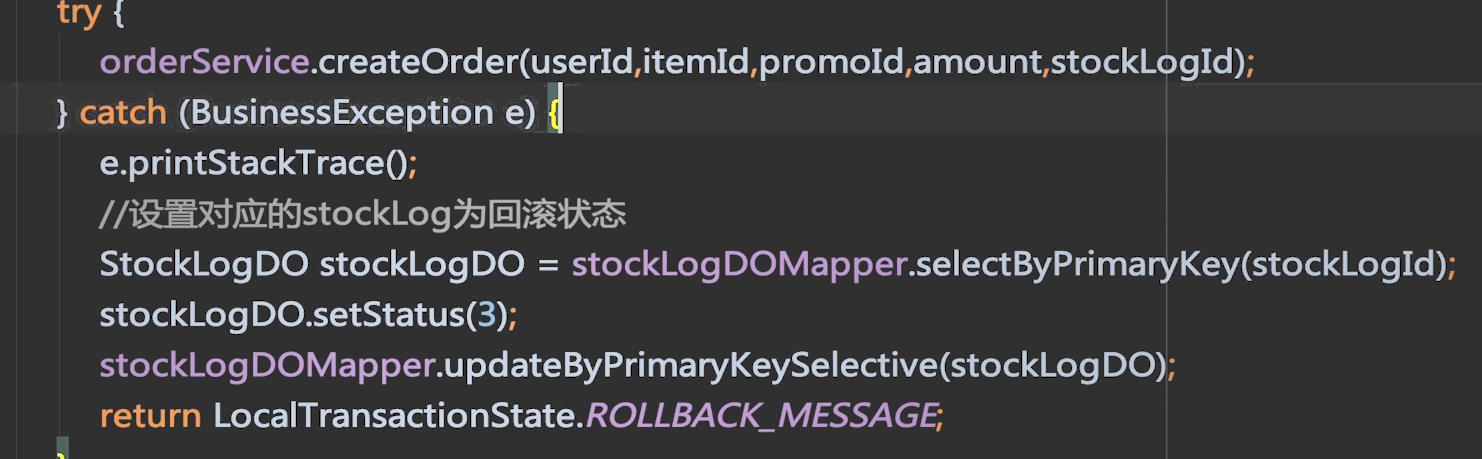 try {
orderService.createOrder(userId,itemId,promoId,amount,stockLogId);
} catch (BusinessException e) {
e.printStackTrace();
//设置对应的stockLog为回滚状态
StockLogDO stockLogDO = stockLogDOMapper.selectByPrimaryKey(stockLogId);
stockLogDO.setStatus(3);
stockLogDOMapper.updateByPrimaryKeySelective(stockLogDO);
return LocalTransactionState.ROLLBACK_MESSAGE;
}